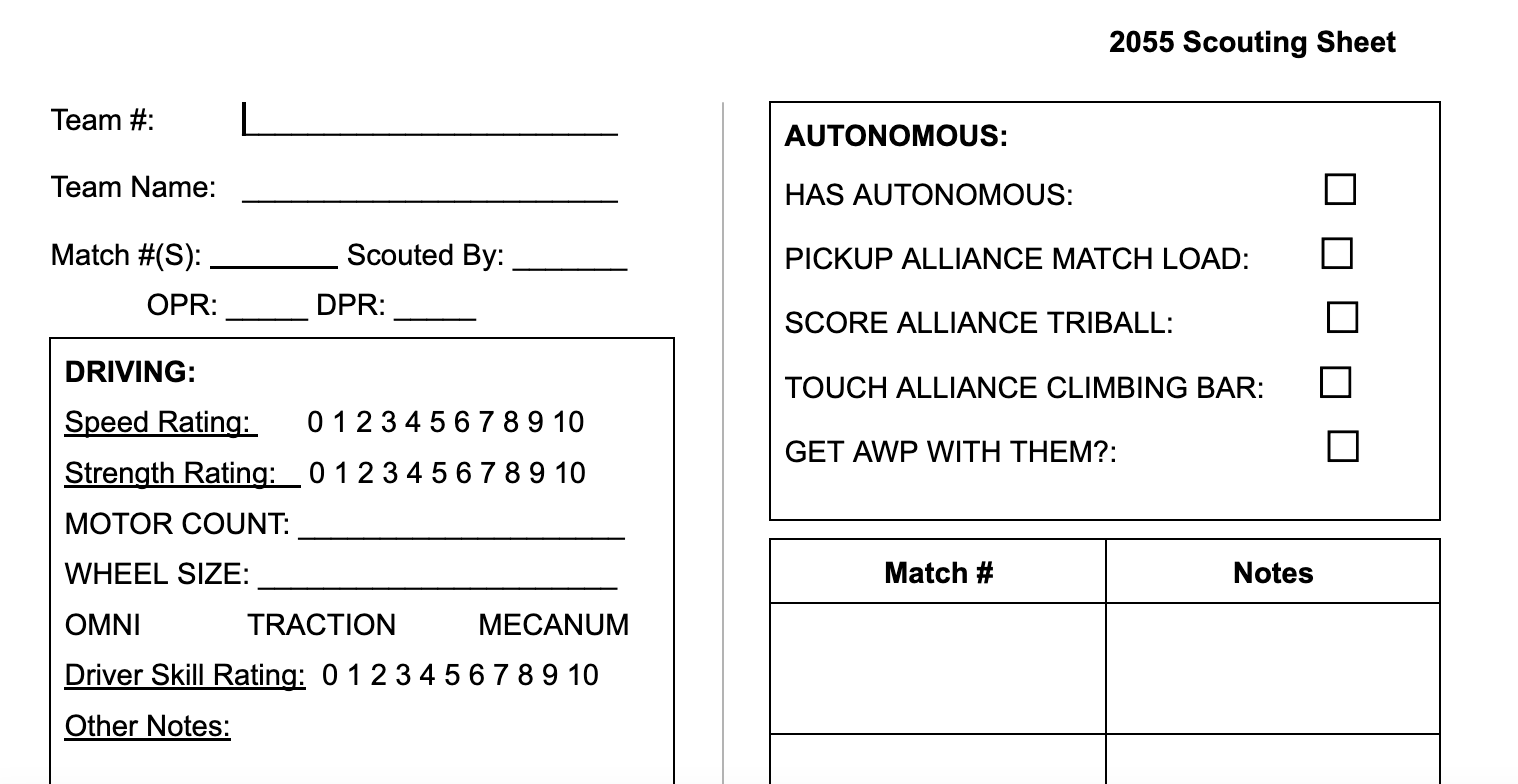 2055 Scouting Sheet
Team #: _______________________
Team Name: _______________________
Match #(S): ________ Scouted By: _______
OPR: _____ DPR: _____
DRIVING:
Speed Rating: 0 1 2 3 4 5 6 7 8 9 10
Strength Rating: 0 1 2 3 4 5 6 7 8 9 10
MOTOR COUNT: ____________________
WHEEL SIZE: ______________________
OMNI TRACTION MECANUM
Driver Skill Rating: 0 1 2 3 4 5 6 7 8 9 10
Other Notes:
AUTONOMOUS:
HAS AUTONOMOUS: ☐
PICKUP ALLIANCE MATCH LOAD: ☐
SCORE ALLIANCE TRIBALL: ☐
TOUCH ALLIANCE CLIMBING BAR: ☐
GET AWP WITH THEM?: ☐
Match # Notes